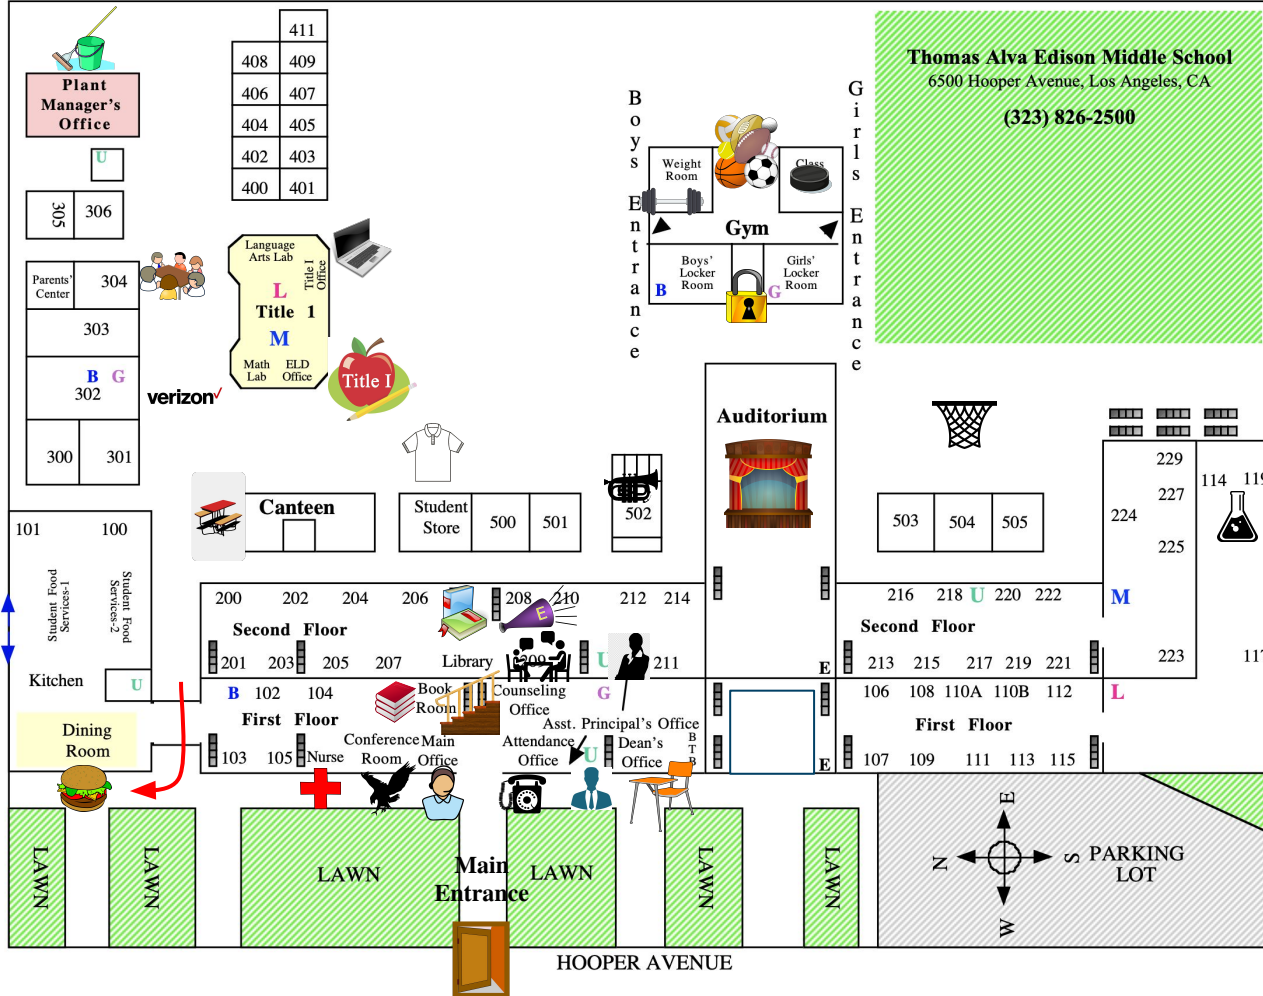 411
408 409
406 407
404 405
402 403
400 401
Plant
Manager's
Office
U
305 306
Parents'
Center
304
303
B G
302
300 301
Language
Arts Lab
Title I
Office
L
Title 1
M
Math
Lab
ELD
Office
Title I
verizon
Boys Entrance
Girls Entrance
Weight
Room
Class
Gym
Boys'
Locker
Room
B
Girls'
Locker
Room
G
Thomas Alva Edison Middle School
6500 Hooper Avenue, Los Angeles, CA
(323) 826-2500
Auditorium
Canteen
Student
Store
500 501
502
503 504 505
229
227
224
225
114 119
M
223
117
L
101 100
Student Food
Services-1
Student Food
Services-2
Kitchen
U
Dining
Room
200 202 204 206 208 210 212 214
E
Second Floor
201 203 205 207 Library 209 U 211
E
216 218 U 220 222
Second Floor
213 215 217 219 221
B 102 104
Book
Room
Counseling
Office
G
First Floor
Asst. Principal's Office
103 105 Nurse
Conference
Room
Main
Office
Attendance
Office
U
Dean's
Office
BTB
E
106 108 110A 110B 112
First Floor
107 109 111 113 115
LAWN
LAWN
LAWN
Main
Entrance
LAWN
LAWN
LAWN
N E S W
PARKING
LOT
HOOPER AVENUE